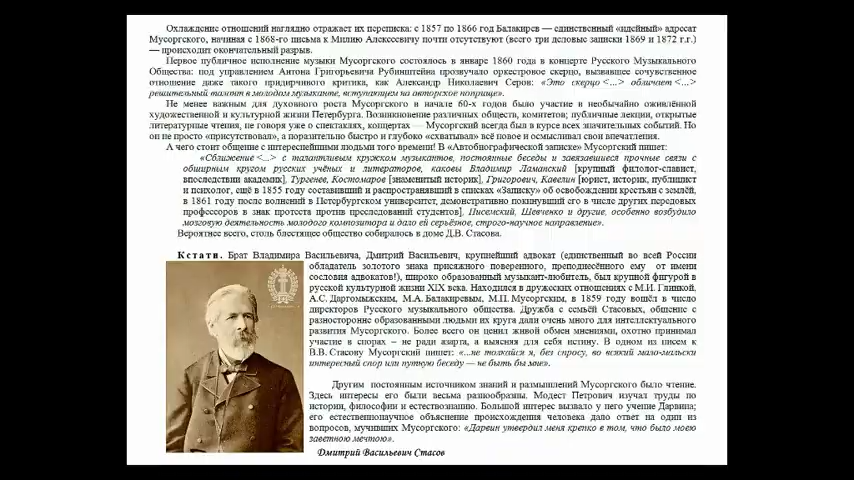 Охлаждение отношений наглядно отражает их переписка: с 1857 по 1866 год Балакирев — единственный «идейный» адресат
Мусоргского, начиная с 1868-го письма к Милию Алексеевичу почти отсутствуют (всего три деловые записки 1869 и 1872 г.г.)
— происходит окончательный разрыв.
Первое публичное исполнение музыки Мусоргского состоялось в январе 1860 года в концерте Русского Музыкального
Общества: под управлением Антона Григорьевича Рубинштейна прозвучало оркестровое скерцо, вызвавшее сочувственное
отношение даже такого придирчивого критика, как Александр Николаевич Серов: «Это скерцо <...> обличает <...>
решительный талант в молодом музыканте, вступающем на авторское поприще».
Не менее важным для духовного роста Мусоргского в начале 60-х годов было участие в необычайно оживлённой
художественной и культурной жизни Петербурга. Возникновение различных обществ, комитетов; публичные лекции, открытые
литературные чтения, не говоря уже о спектаклях, концертах — Мусоргский всегда был в курсе всех значительных событий. Но
он не просто «присутствовал», а поразительно быстро и глубоко «схватывал» всё новое и осмысливал свои впечатления.
А чего стоит общение с интереснейшими людьми того времени! В «Автобиографической записке» Мусоргский пишет:
«Сближение <...> с талантливым кружком музыкантов, постоянные беседы и завязавшиеся прочные связи с
обширным кругом русских учёных и литераторов, каковы Владимир Ламанский [крупный филолог-славист,
впоследствии академик], Тургенев, Костомаров [знаменитый историк], Григорович, Кавелин [юрист, историк, публицист
и психолог, ещё в 1855 году составивший и распространявший в списках «Записку» об освобождении крестьян с землёй,
в 1861 году после волнений в Петербургском университете, демонстративно покинувший его в числе других передовых
профессоров в знак протеста против преследований студентов], Писемский, Шевченко и другие, особенно возбудило
мозговую деятельность молодого композитора и дало ей серьёзное, строго-научное направление».
Вероятнее всего, столь блестящее общество собиралось в доме Д.В. Стасова.
Кстати. Брат Владимира Васильевича, Дмитрий Васильевич, крупнейший адвокат (единственный во всей России
обладатель золотого знака присяжного поверенного, преподнесённого ему от имени
сословия адвокатов!), широко образованный музыкант-любитель, был крупной фигурой в
русской культурной жизни XIX века. Находился в дружеских отношениях с М.И. Глинкой,
А.С. Даргомыжским, М.А. Балакиревым, М.П. Мусоргским, в 1859 году вошёл в число
директоров Русского музыкального общества. Дружба с семьёй Стасовых, общение с
разносторонне образованными людьми их круга дали очень много для интеллектуального
развития Мусоргского. Более всего он ценил живой обмен мнениями, охотно принимал
участие в спорах – не ради азарта, а выясняя для себя истину. В одном из писем к
В.В. Стасову Мусоргский пишет: «...не толкайся я, без спросу, во всякий мало-мальски
интересный спор или путную беседу — не быть бы мне».
Другим постоянным источником знаний и размышлений Мусоргского было чтение.
Здесь интересы его были весьма разнообразны. Модест Петрович изучал труды по
истории, философии и естествознанию. Большой интерес вызвало у него учение Дарвина;
его естественнонаучное объяснение происхождения человека дало ответ на один из
вопросов, мучивших Мусоргского: «Дарвин утвердил меня крепко в том, что было моею
заветною мечтою».
Дмитрий Васильевич Стасов